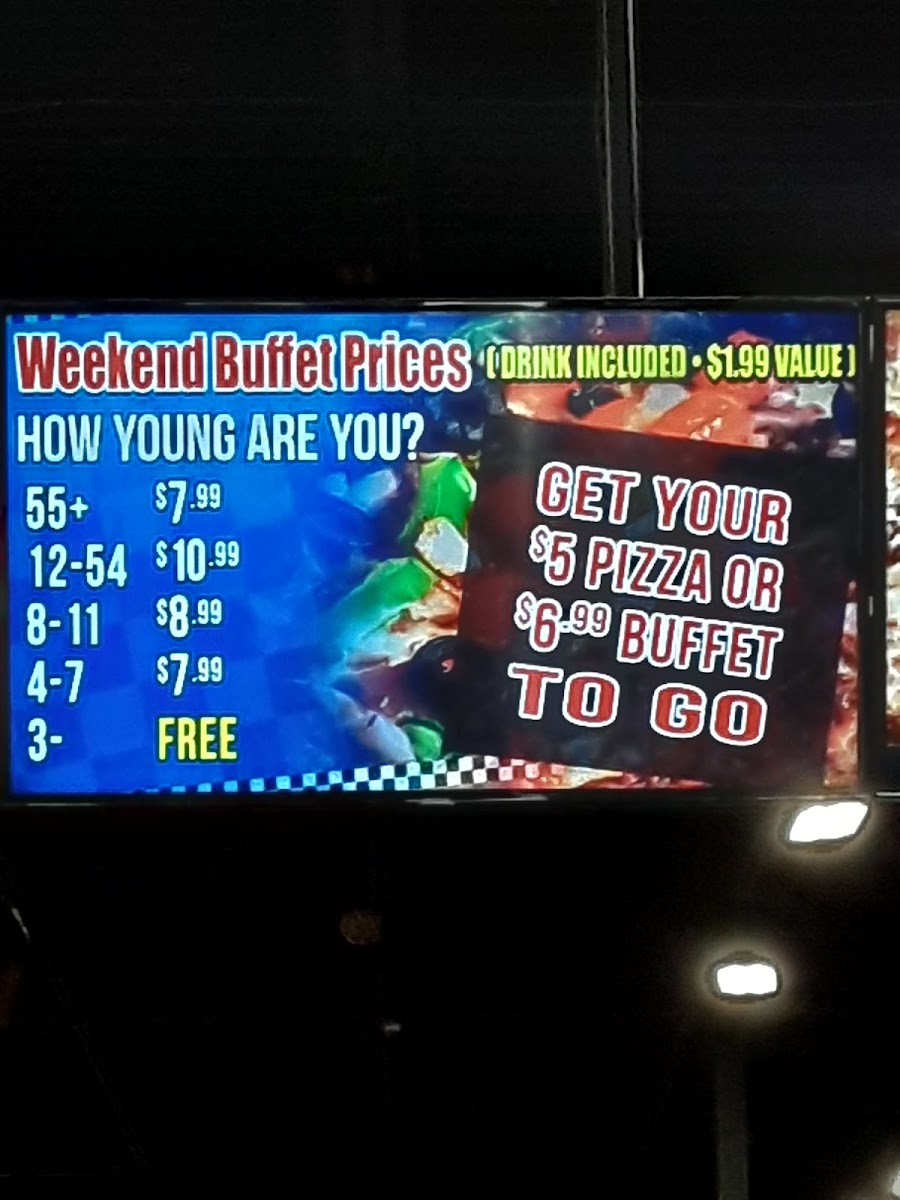 Weekend Buffet Prices
( DRINK INCLUDED • $1.99 VALUE )
HOW YOUNG ARE YOU?
55+ $7.99
12-54 $10.99
8-11 $8.99
4-7 $7.99
3- FREE
GET YOUR
$5 PIZZA OR
$6.99 BUFFET
TO GO